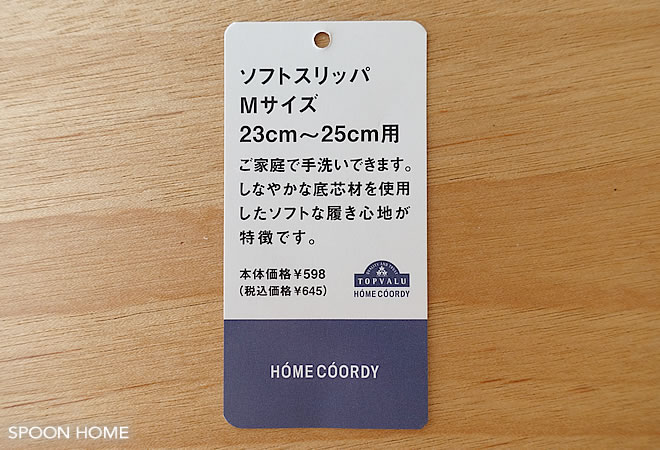 ソフトスリッパ
Mサイズ
23cm～25cm用
ご家庭で手洗いできます。
しなやかな底芯材を使用
したソフトな履き心地が
特徴です。
本体価格￥598
（税込価格￥645）
TOPVALU
HÓME CÓORDY
HÓME CÓORDY
SPOON HOME